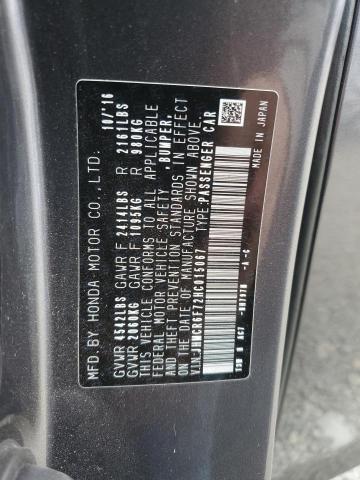 MFD.BY HONDA MOTOR CO.,LTD. 10/'16
GVWR 4542LBS GAWR F 2414LBS R 2161LBS
GVWR 2060KG GAWR F 1095KG R 980KG
THIS VEHICLE CONFORMS TO ALL APPLICABLE
FEDERAL MOTOR VEHICLE SAFETY, BUMPER,
AND THEFT PREVENTION STANDARDS IN EFFECT
ON THE DATE OF MANUFACTURE SHOWN ABOVE.
V.I.N.: JHMCR6F72HC015067 TYPE:PASSENGER CAR
MADE IN JAPAN